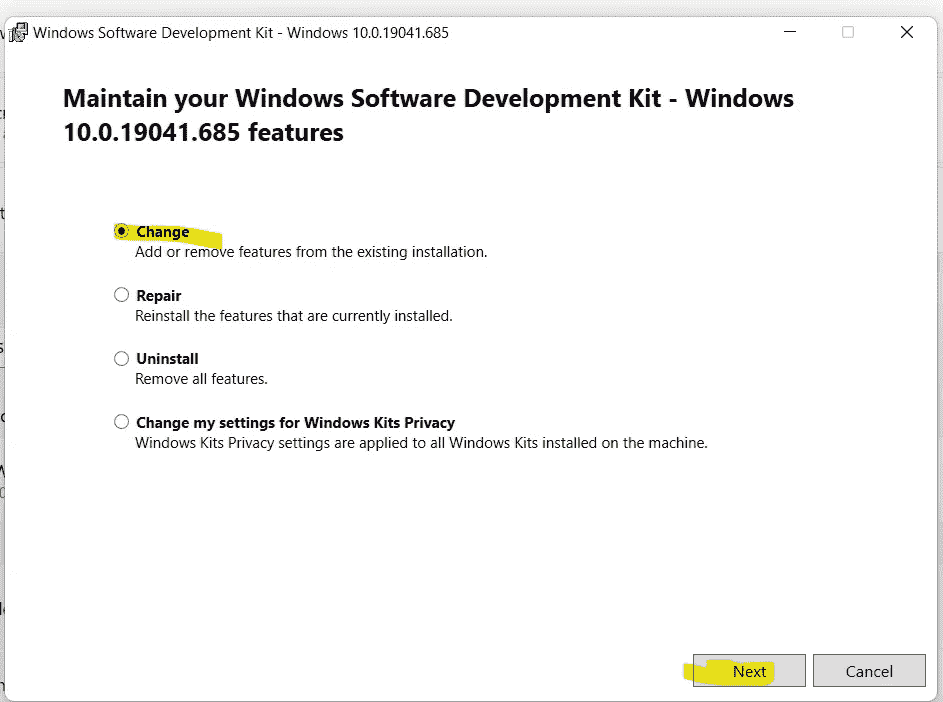 Windows Software Development Kit - Windows 10.0.19041.685
Maintain your Windows Software Development Kit - Windows
10.0.19041.685 features
Change
Add or remove features from the existing installation.
Repair
Reinstall the features that are currently installed.
Uninstall
Remove all features.
Change my settings for Windows Kits Privacy
Windows Kits Privacy settings are applied to all Windows Kits installed on the machine.
Next
Cancel